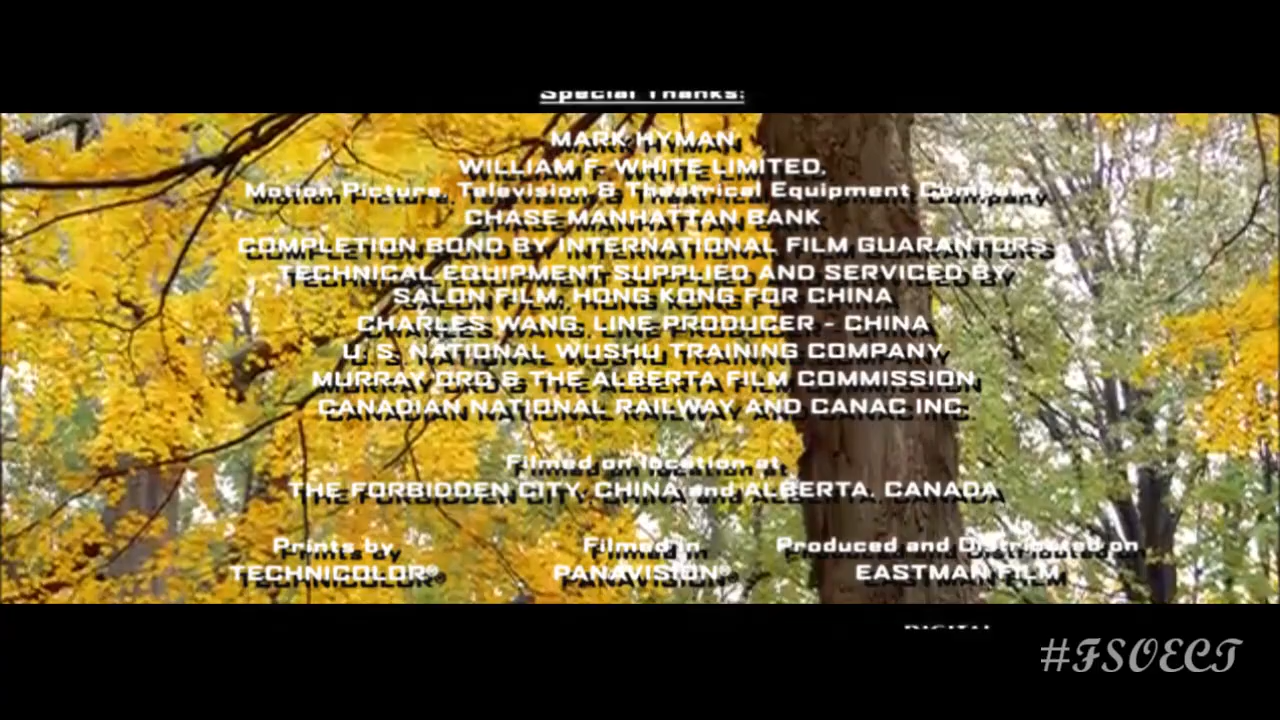 Special Thanks:
MARK HYMAN
WILLIAM F. WHITE LIMITED.
Motion Picture, Television & Theatrical Equipment Company.
CHASE MANHATTAN BANK
COMPLETION BOND BY INTERNATIONAL FILM GUARANTORS
TECHNICAL EQUIPMENT SUPPLIED AND SERVICED BY
SALON FILM, HONG KONG FOR CHINA
CHARLES WANG, LINE PRODUCER - CHINA
U. S. NATIONAL WUSHU TRAINING COMPANY.
MURRAY ORD & THE ALBERTA FILM COMMISSION
CANADIAN NATIONAL RAILWAY AND CANAC INC.
Filmed on location at
THE FORBIDDEN CITY, CHINA and ALBERTA, CANADA
Prints by Filmed in Produced and Distributed on
TECHNICOLOR® PANAVISION® EASTMAN FILM
DIGITAL
#FSOECT